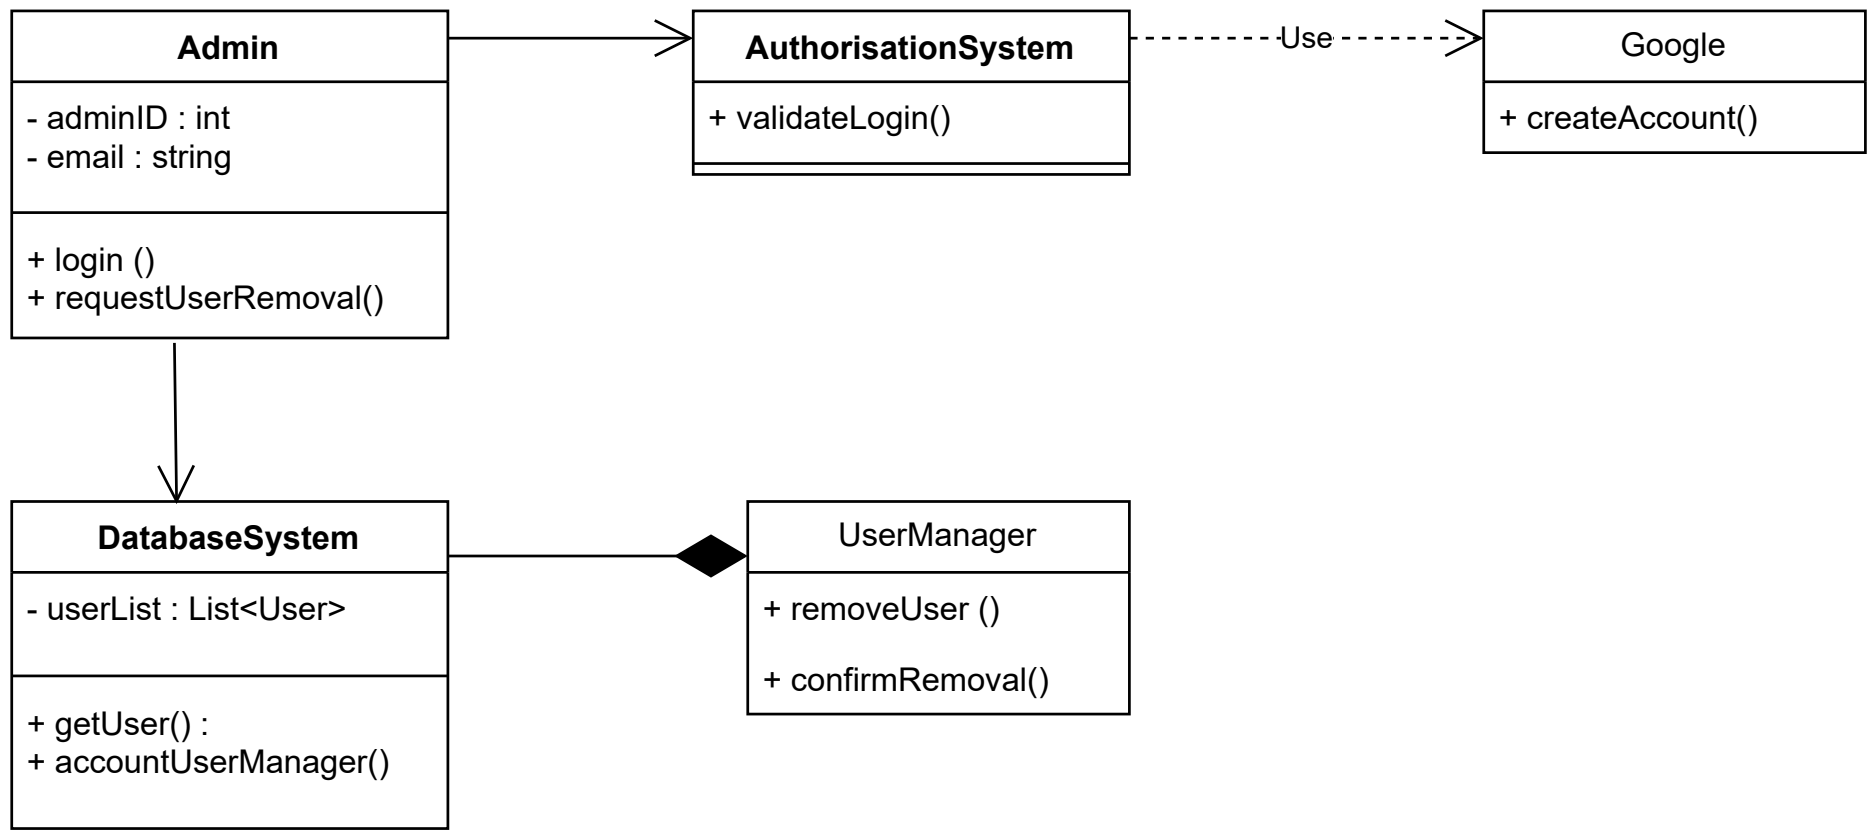 Admin
- adminID : int
- email : string
+ login ()
+ requestUserRemoval()
AuthorisationSystem
+ validateLogin()
Use
Google
+ createAccount()
DatabaseSystem
- userList : List<User>
+ getUser() :
+ accountUserManager()
UserManager
+ removeUser ()
+ confirmRemoval()